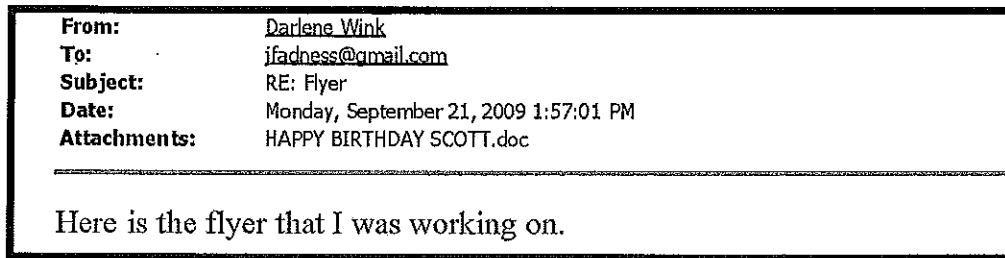 From: Darlene Wink
To: jfadness@gmail.com
Subject: RE: Flyer
Date: Monday, September 21, 2009 1:57:01 PM
Attachments: HAPPY BIRTHDAY SCOTT.doc
Here is the flyer that I was working on.